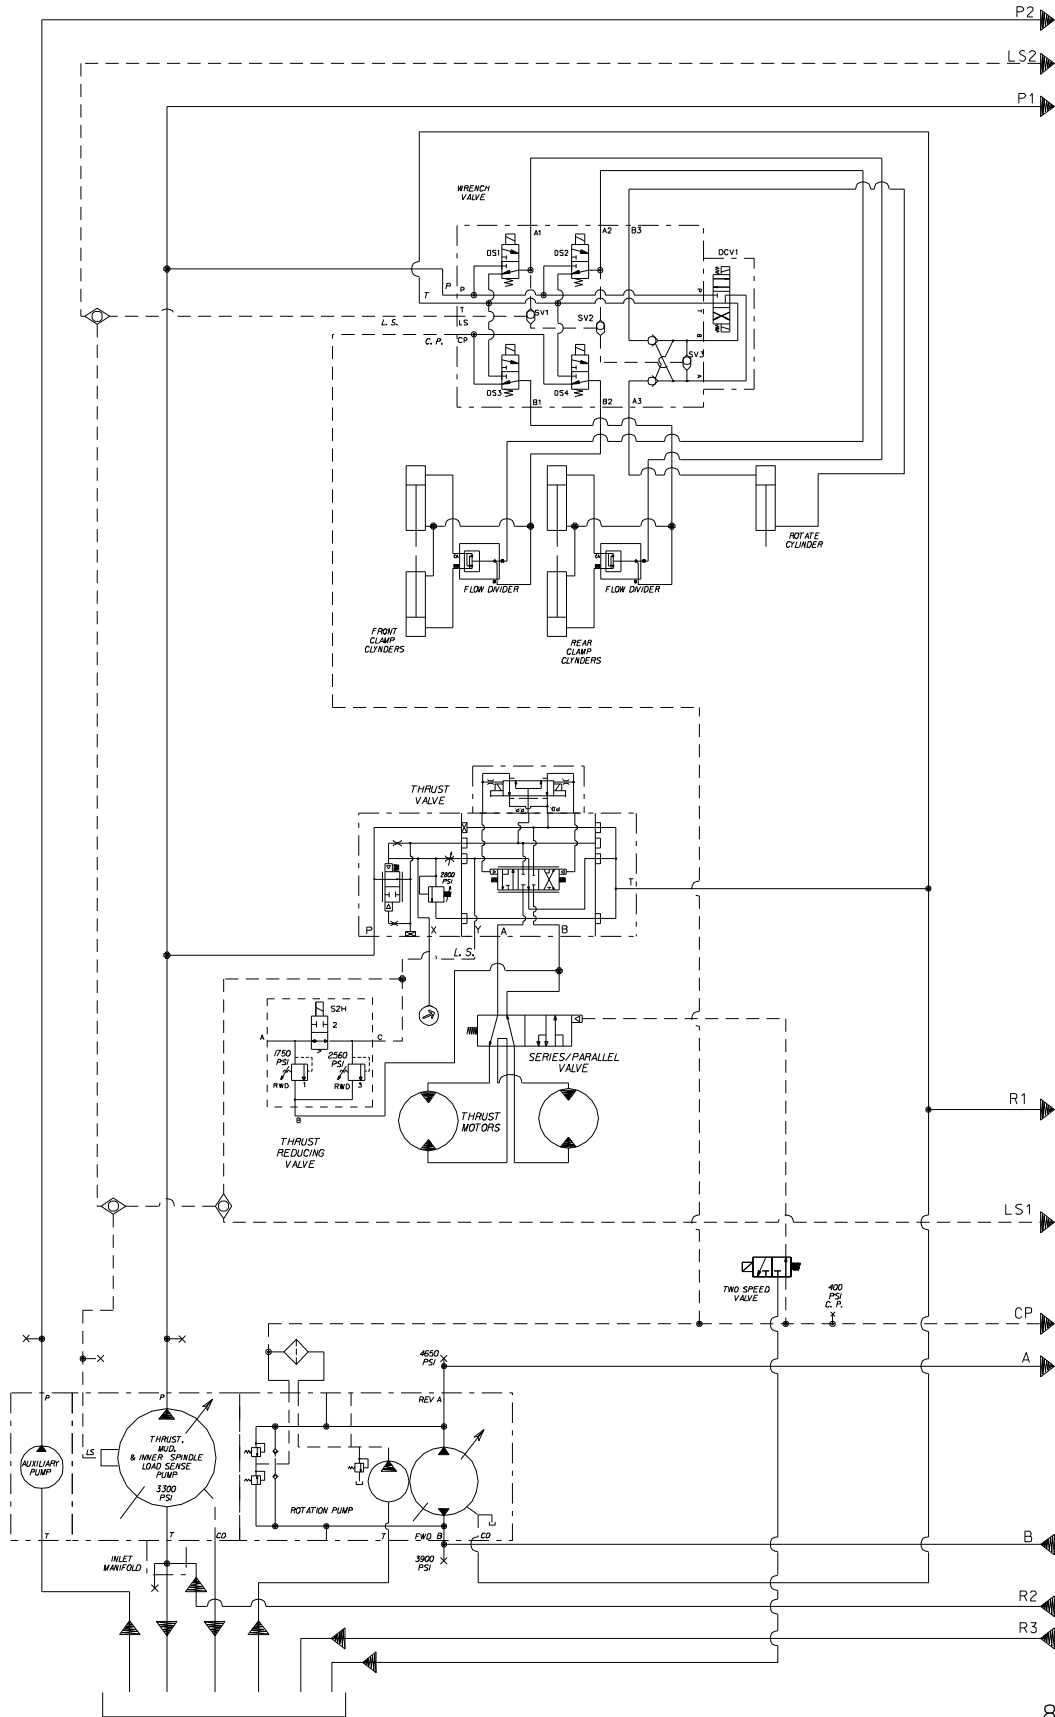 P2
LS2
P1
WRENCH
VALVE
A1
A2
B3
DS1
DS2
DCV1
P
P
P
T
T
T
LS
L. S.
SV1
SV2
C. P.
CP
B
SV3
A
DS3
DS4
B1
B2
A3
ROTATE
CYLINDER
FLOW DIVIDER
FLOW DIVIDER
FRONT
CLAMP
CLYNDERS
REAR
CLAMP
CLYNDERS
THRUST
VALVE
2800
PSI
T
P
X
Y
A
B
L. S.
S2H
2
A
C
1750
PSI
2560
PSI
RWD
1
RWD
3
B
SERIES/PARALLEL
VALVE
THRUST
MOTORS
THRUST
REDUCING
VALVE
R1
LS1
TWO SPEED
VALVE
400
PSI
C. P.
CP
4650
PSI
A
P
P
REV A
LS
THRUST,
MUD,
& INNER SPINDLE
LOAD SENSE
PUMP
3300
PSI
AUXILIARY
PUMP
ROTATION PUMP
T
T
CD
T
FWD B
CD
INLET
MANIFOLD
3900
PSI
B
R2
R3
8